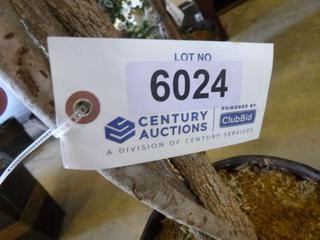 LOT NO
6024
CENTURY AUCTIONS
POWERED BY ClubBid
A DIVISION OF CENTURY SERVICES